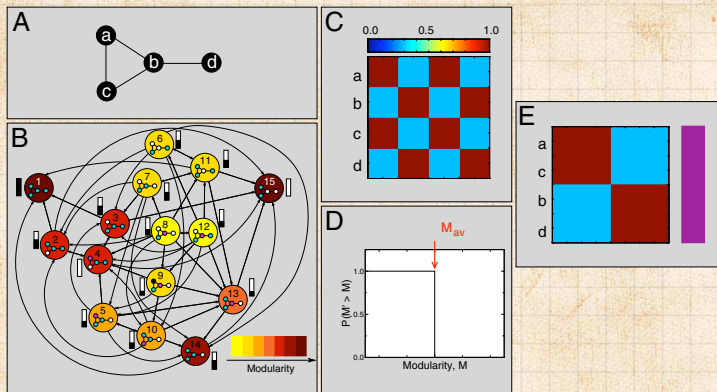 A
a
b
d
c
B
6
11
1
7
15
3
8
12
2
4
9
13
5
10
14
Modularity
C
0.0
0.5
1.0
a
b
c
d
D
M_av
1.0
0.5
0.0
P(M' > M)
Modularity, M
E
a
c
b
d